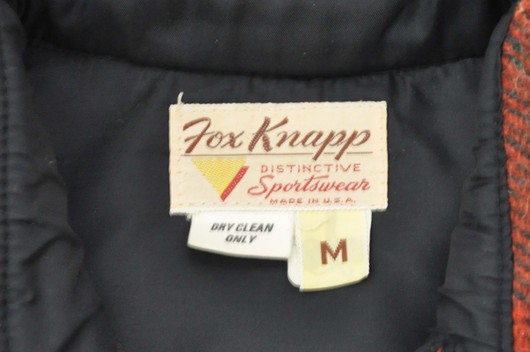 Fox Knapp
DISTINCTIVE
Sportswear
MADE IN U.S.A.
DRY CLEAN
ONLY
M